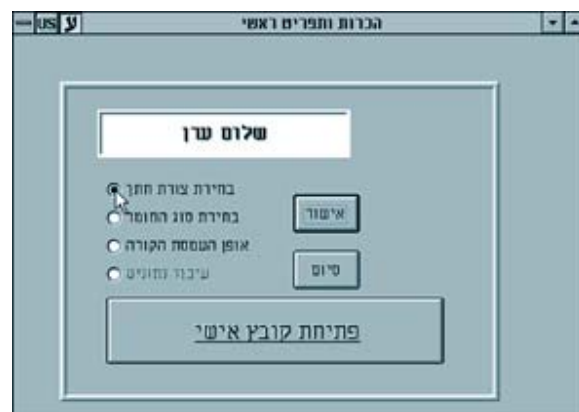 US ע
הכרות ותפריט ראשי
שלום ערן
בחירת צורת חתך
בחירת סוג החומר
אופן העמסת הקורה
עיבוד נתונים
אישור
סיום
פתיחת קובץ אישי